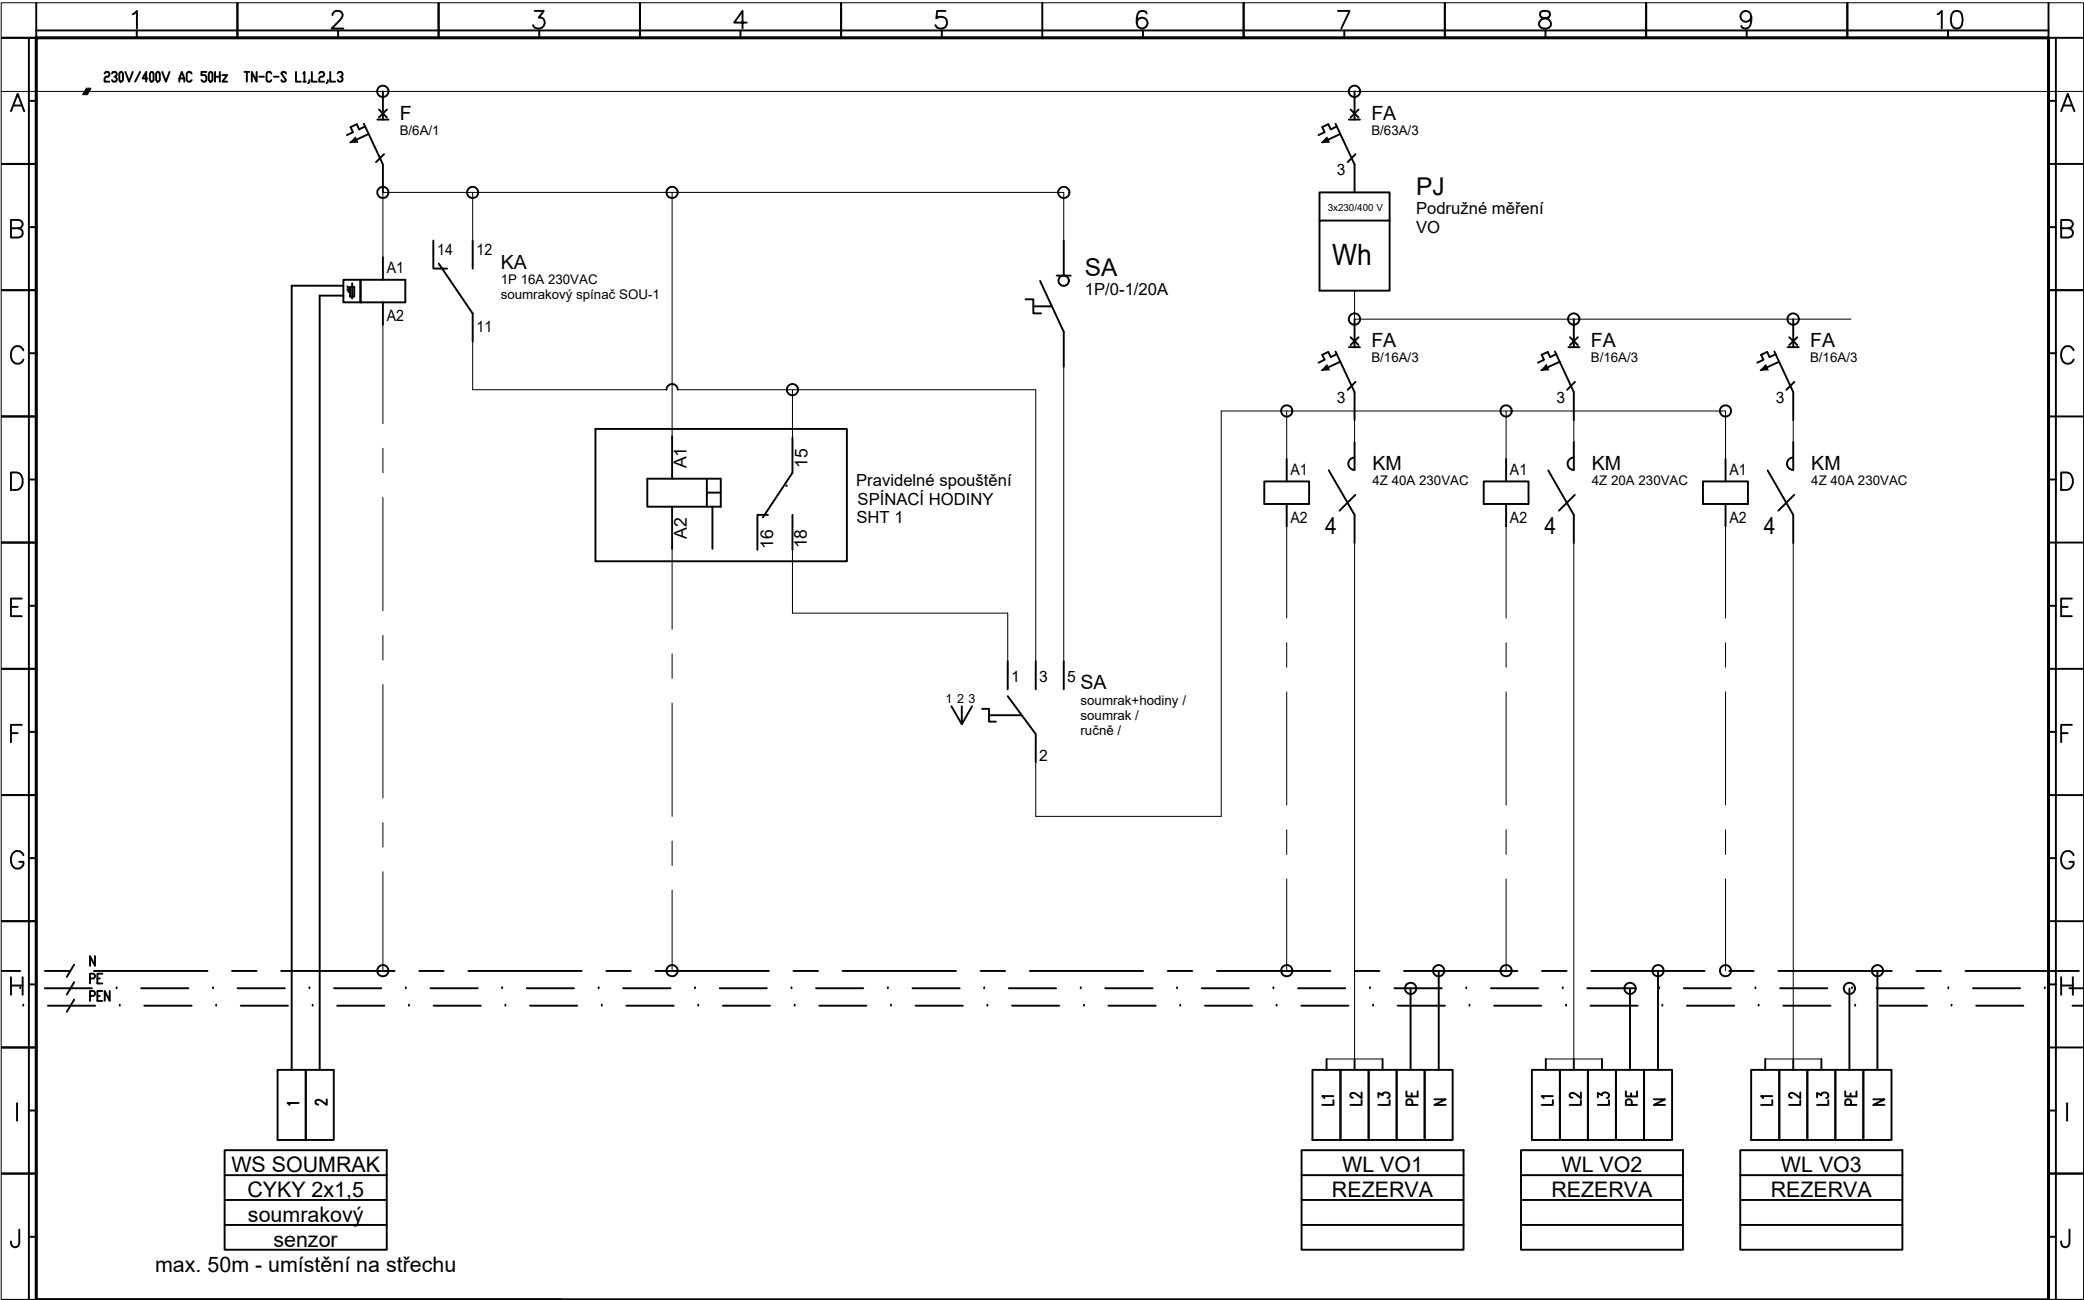 1 2 3 4 5 6 7 8 9 10
230V/400V AC 50Hz TN-C-S L1,L2,L3
A
A
F
B/6A/1
FA
B/63A/3
3
B
B
14
12
KA
1P 16A 230VAC
soumrakový spínač SOU-1
11
A1
A2
SA
1P/0-1/20A
3x230/400 V
Wh
PJ
Podružné měření
VO
C
C
FA
B/16A/3
3
FA
B/16A/3
3
FA
B/16A/3
3
D
D
A1
A2
15
16
18
Pravidelné spouštění
SPÍNACÍ HODINY
SHT 1
A1
A2
4
KM
4Z 40A 230VAC
A1
A2
4
KM
4Z 20A 230VAC
A1
A2
4
KM
4Z 40A 230VAC
E
E
F
F
1 2 3
1
3
5
2
SA
soumrak+hodiny /
soumrak /
ručně /
G
G
H
H
N
PE
PEN
I
I
1
2
L1
L2
L3
PE
N
L1
L2
L3
PE
N
L1
L2
L3
PE
N
J
J
WS SOUMRAK
CYKY 2x1,5
soumrakový
senzor
max. 50m - umístění na střechu
WL VO1
REZERVA
WL VO2
REZERVA
WL VO3
REZERVA